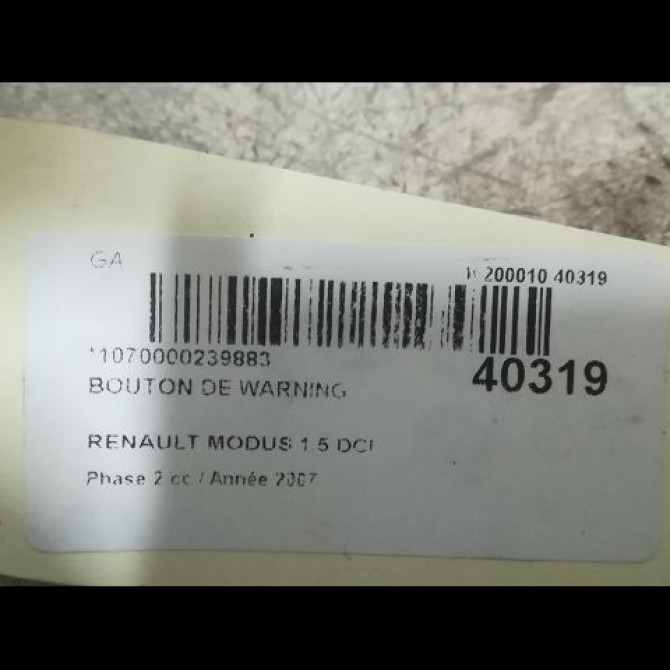 GA
200010 40319
*1070000239883
40319
BOUTON DE WARNING
RENAULT MODUS 1.5 DCI
Phase 2 cc / Année 2007